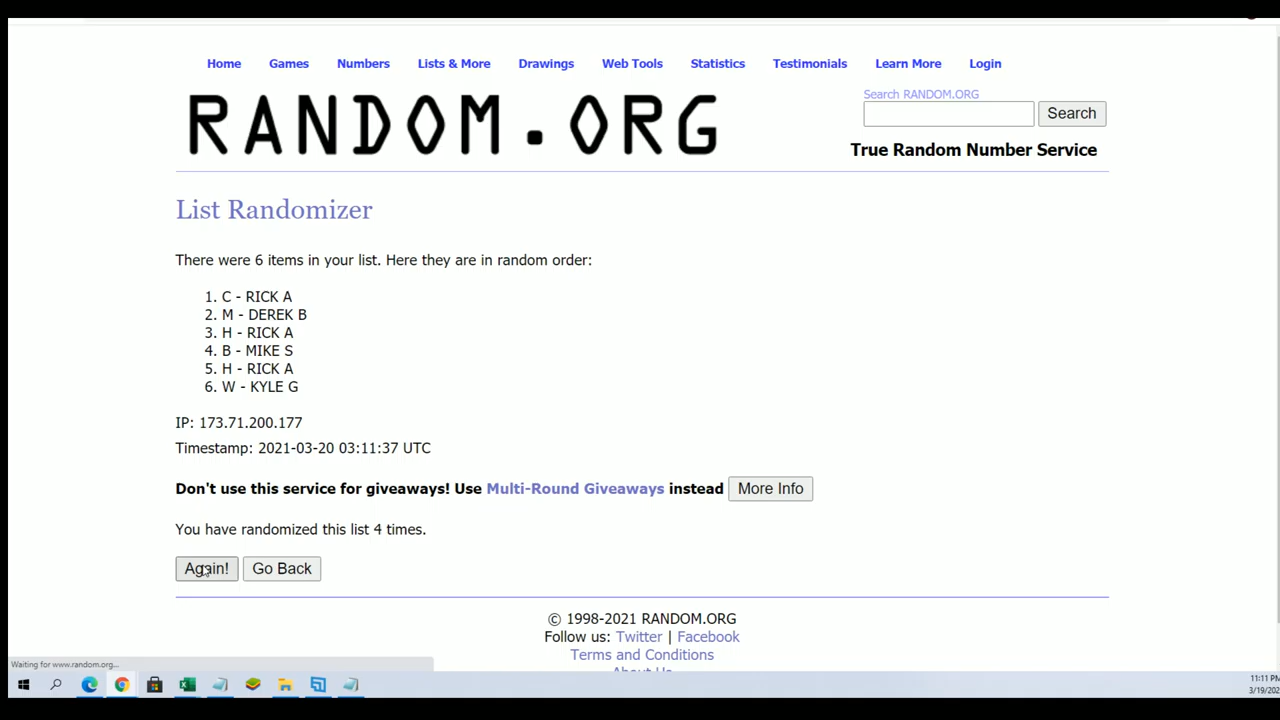 Home Games Numbers Lists & More Drawings Web Tools Statistics Testimonials Learn More Login
RANDOM.ORG
Search RANDOM.ORG
Search
True Random Number Service
List Randomizer
There were 6 items in your list. Here they are in random order:
1. C - RICK A
2. M - DEREK B
3. H - RICK A
4. B - MIKE S
5. H - RICK A
6. W - KYLE G
IP: 173.71.200.177
Timestamp: 2021-03-20 03:11:37 UTC
Don't use this service for giveaways! Use Multi-Round Giveaways instead More Info
You have randomized this list 4 times.
Again! Go Back
© 1998-2021 RANDOM.ORG
Follow us: Twitter | Facebook
Terms and Conditions
About Us
Waiting for www.random.org...
11:11 PM
3/19/202